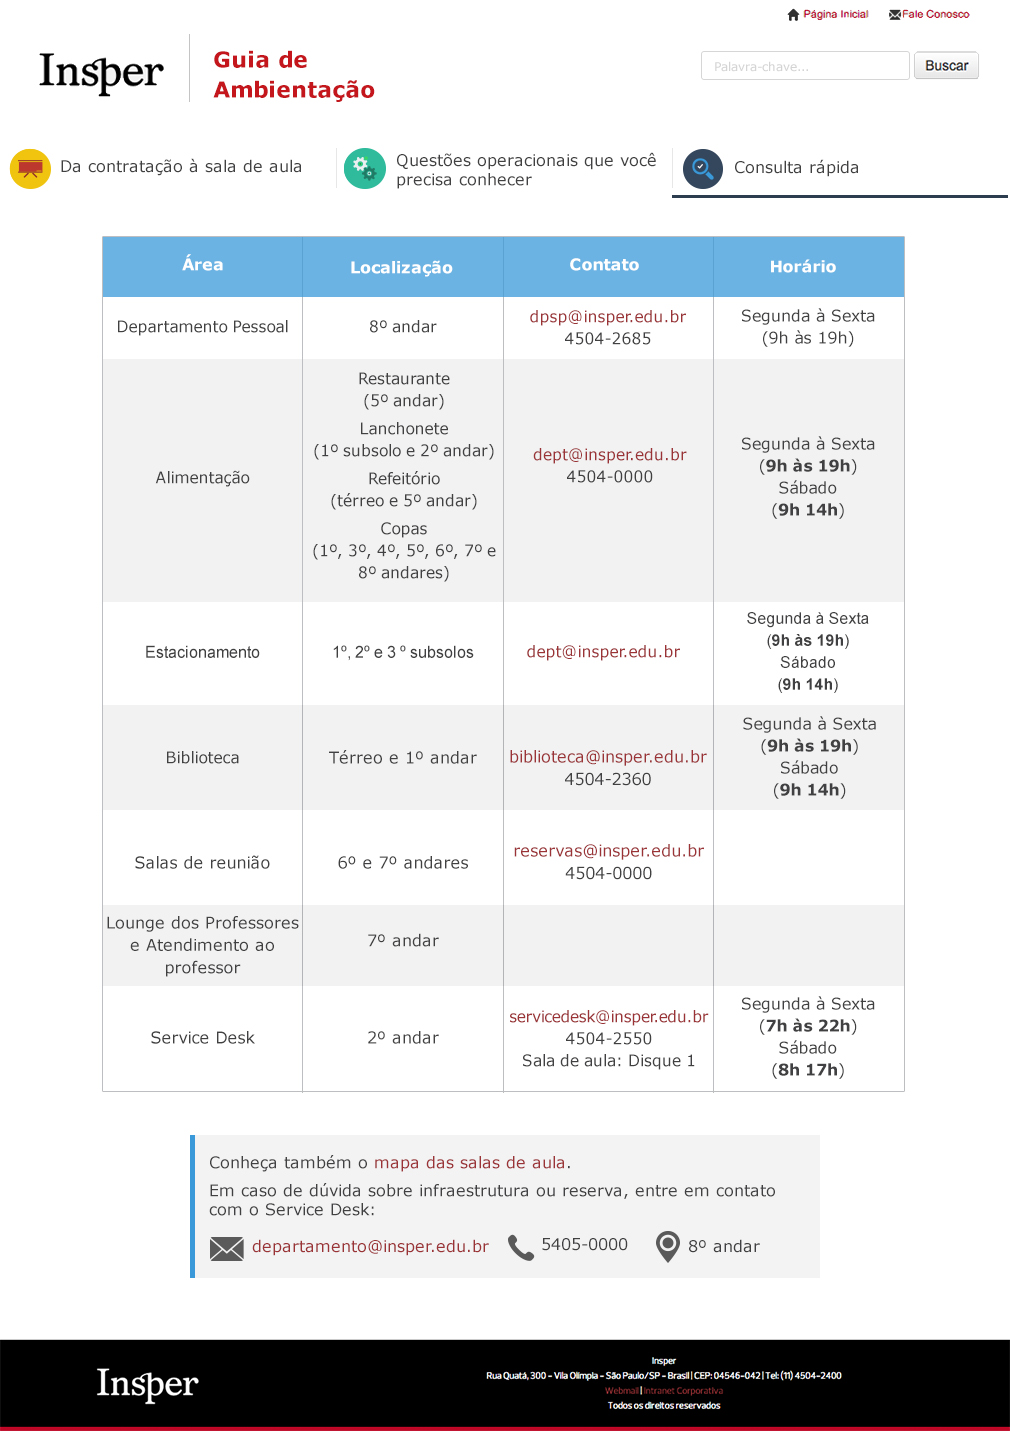 Página Inicial Fale Conosco
Insper
Guia de
Ambientação
Palavra-chave... Buscar
Da contratação à sala de aula
Questões operacionais que você
precisa conhecer
Consulta rápida
Área Localização Contato Horário
Departamento Pessoal
8º andar
dpsp@insper.edu.br
4504-2685
Segunda à Sexta
(9h às 19h)
Alimentação
Restaurante
(5º andar)
Lanchonete
(1º subsolo e 2º andar)
Refeitório
(térreo e 5º andar)
Copas
(1º, 3º, 4º, 5º, 6º, 7º e
8º andares)
dept@insper.edu.br
4504-0000
Segunda à Sexta
(9h às 19h)
Sábado
(9h 14h)
Estacionamento
1º, 2º e 3 º subsolos
dept@insper.edu.br
Segunda à Sexta
(9h às 19h)
Sábado
(9h 14h)
Biblioteca
Térreo e 1º andar
biblioteca@insper.edu.br
4504-2360
Segunda à Sexta
(9h às 19h)
Sábado
(9h 14h)
Salas de reunião
6º e 7º andares
reservas@insper.edu.br
4504-0000
Lounge dos Professores
e Atendimento ao
professor
7º andar
Service Desk
2º andar
servicedesk@insper.edu.br
4504-2550
Sala de aula: Disque 1
Segunda à Sexta
(7h às 22h)
Sábado
(8h 17h)
Conheça também o mapa das salas de aula.
Em caso de dúvida sobre infraestrutura ou reserva, entre em contato
com o Service Desk:
departamento@insper.edu.br 5405-0000 8º andar
Insper
Insper
Rua Quatá, 300 - Vila Olímpia - São Paulo/SP - Brasil | CEP: 04546-042 | Tel: (11) 4504-2400
Webmail | Intranet Corporativa
Todos os direitos reservados